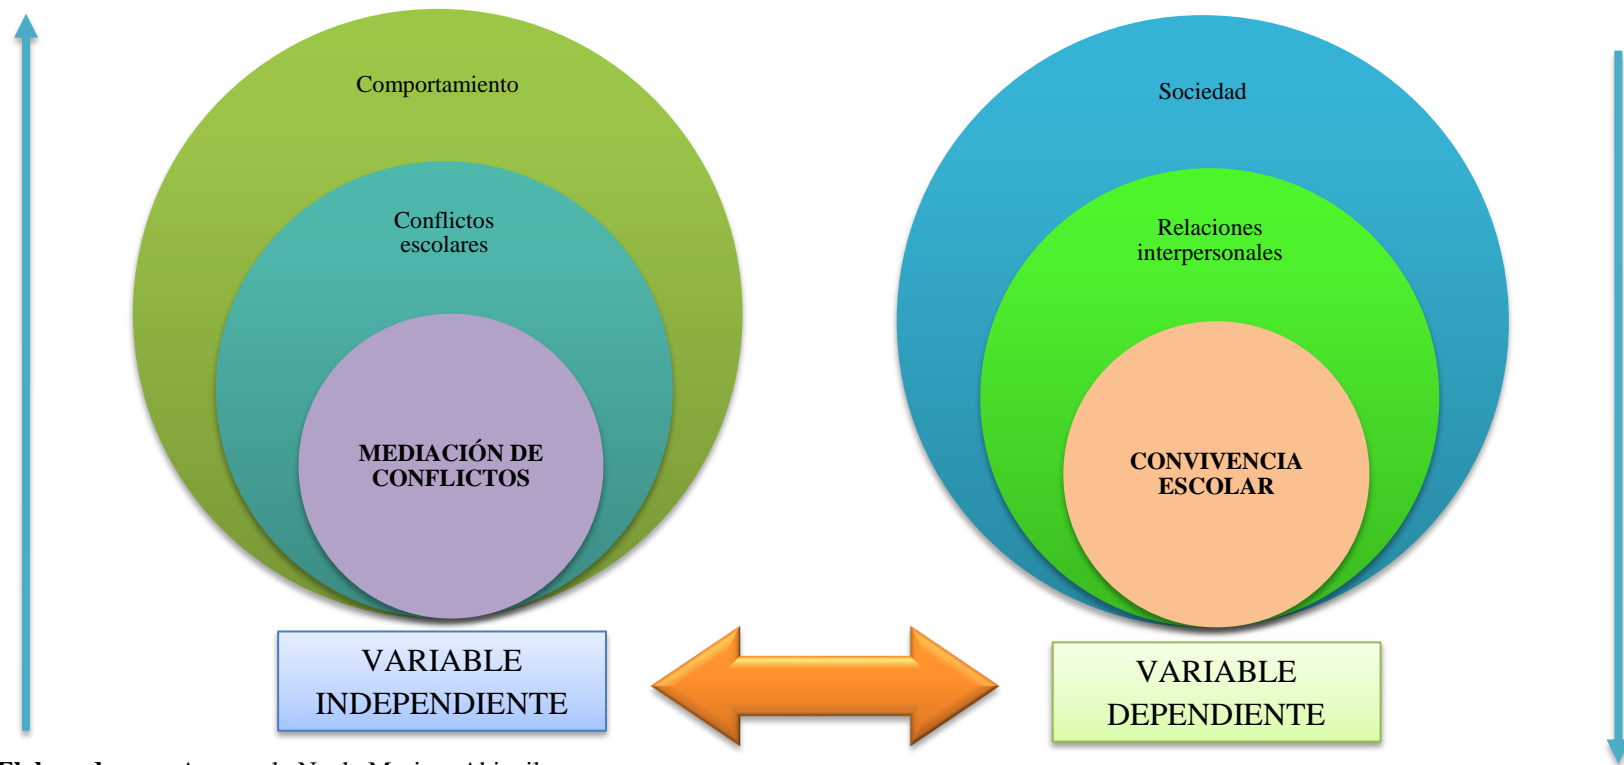 Comportamiento
Conflictos
escolares
MEDIACIÓN DE
CONFLICTOS
VARIABLE
INDEPENDIENTE
Sociedad
Relaciones
interpersonales
CONVIVENCIA
ESCOLAR
VARIABLE
DEPENDIENTE